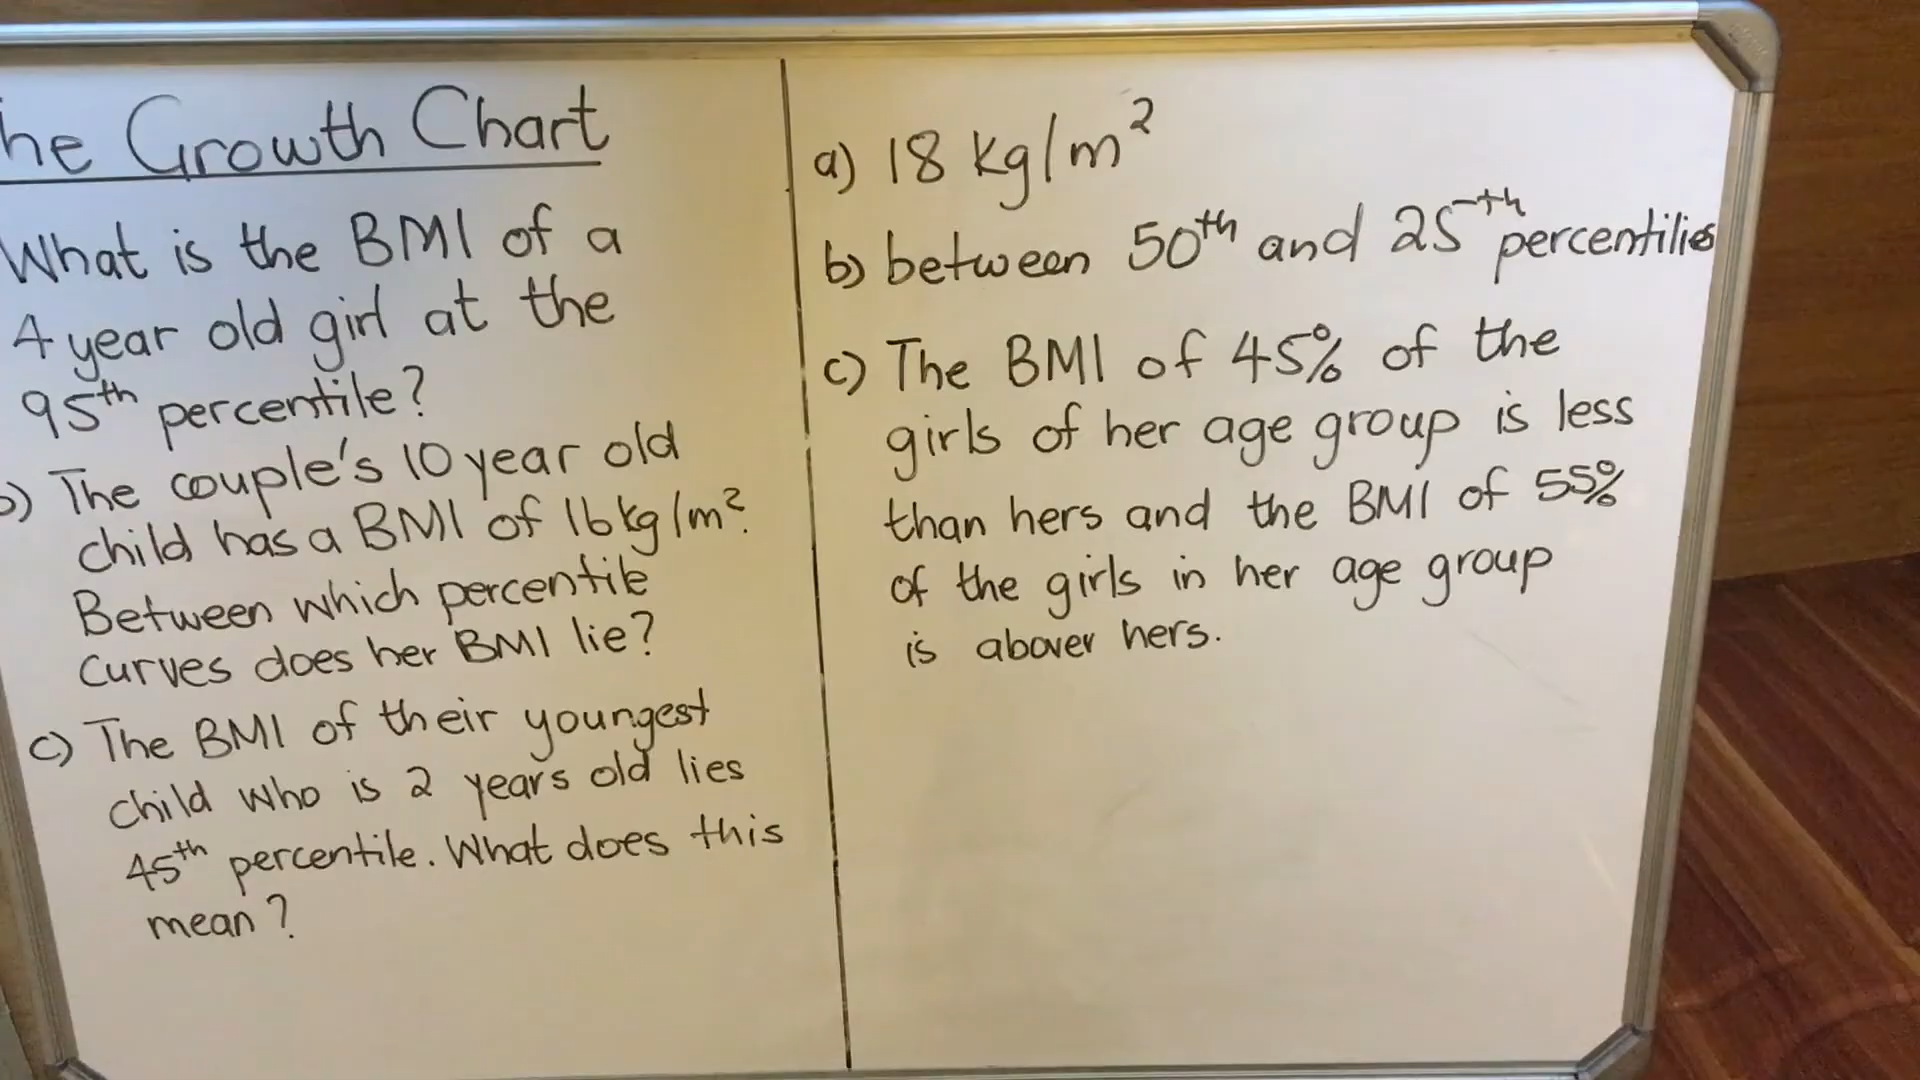 he Growth Chart
What is the BMI of a
4 year old girl at the
95th percentile?
b) The couple's 10 year old
child has a BMI of 16kg/m².
Between which percentile
curves does her BMI lie?
c) The BMI of their youngest
child who is 2 years old lies
45th percentile. What does this
mean?
a) 18 kg/m²
b) between 50th and 25th percentilies
c) The BMI of 45% of the
girls of her age group is less
than hers and the BMI of 55%
of the girls in her age group
is abover hers.